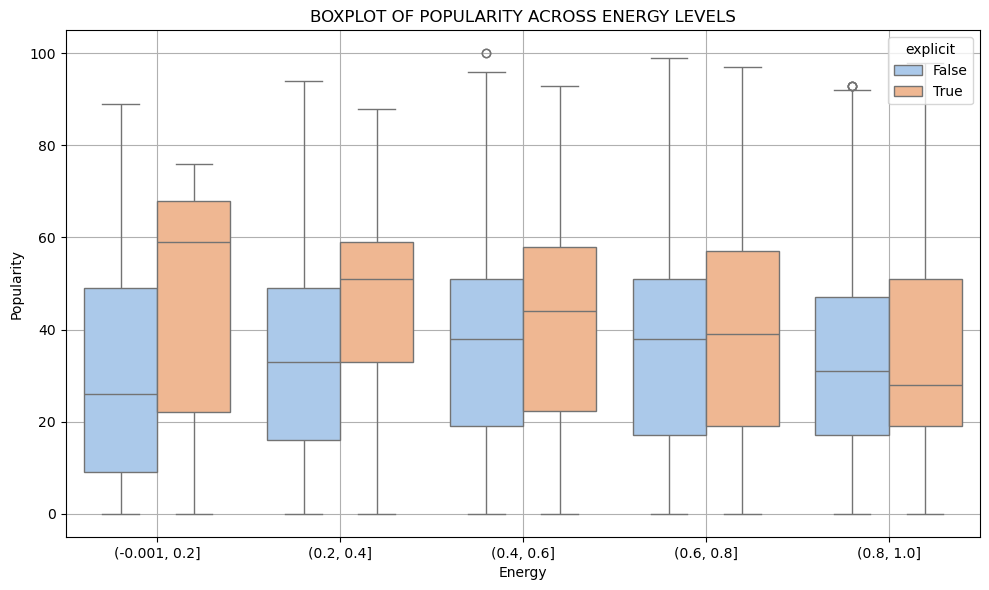 BOXPLOT OF POPULARITY ACROSS ENERGY LEVELS
explicit
False
True
Popularity
100
80
60
40
20
0
(-0.001, 0.2]
(0.2, 0.4]
(0.4, 0.6]
(0.6, 0.8]
(0.8, 1.0]
Energy